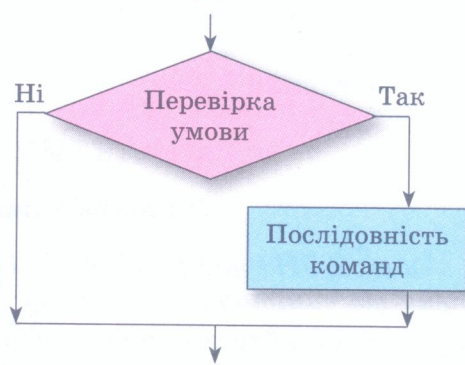 Ні
Перевірка
умови
Так
Послідовність
команд